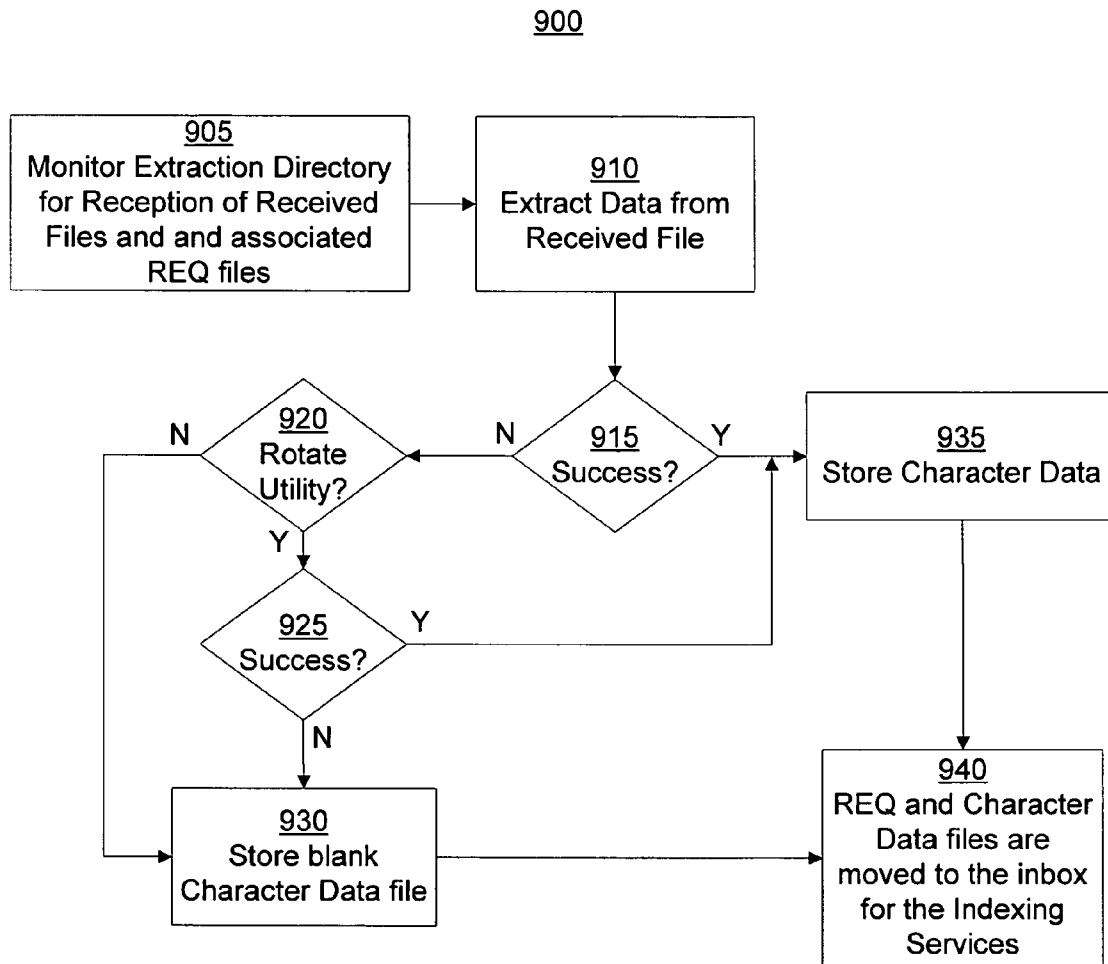 900
905
Monitor Extraction Directory
for Reception of Received
Files and and associated
REQ files
910
Extract Data from
Received File
N
920
Rotate
Utility?
N
915
Success?
Y
935
Store Character Data
Y
925
Success?
Y
N
930
Store blank
Character Data file
940
REQ and Character
Data files are
moved to the inbox
for the Indexing
Services